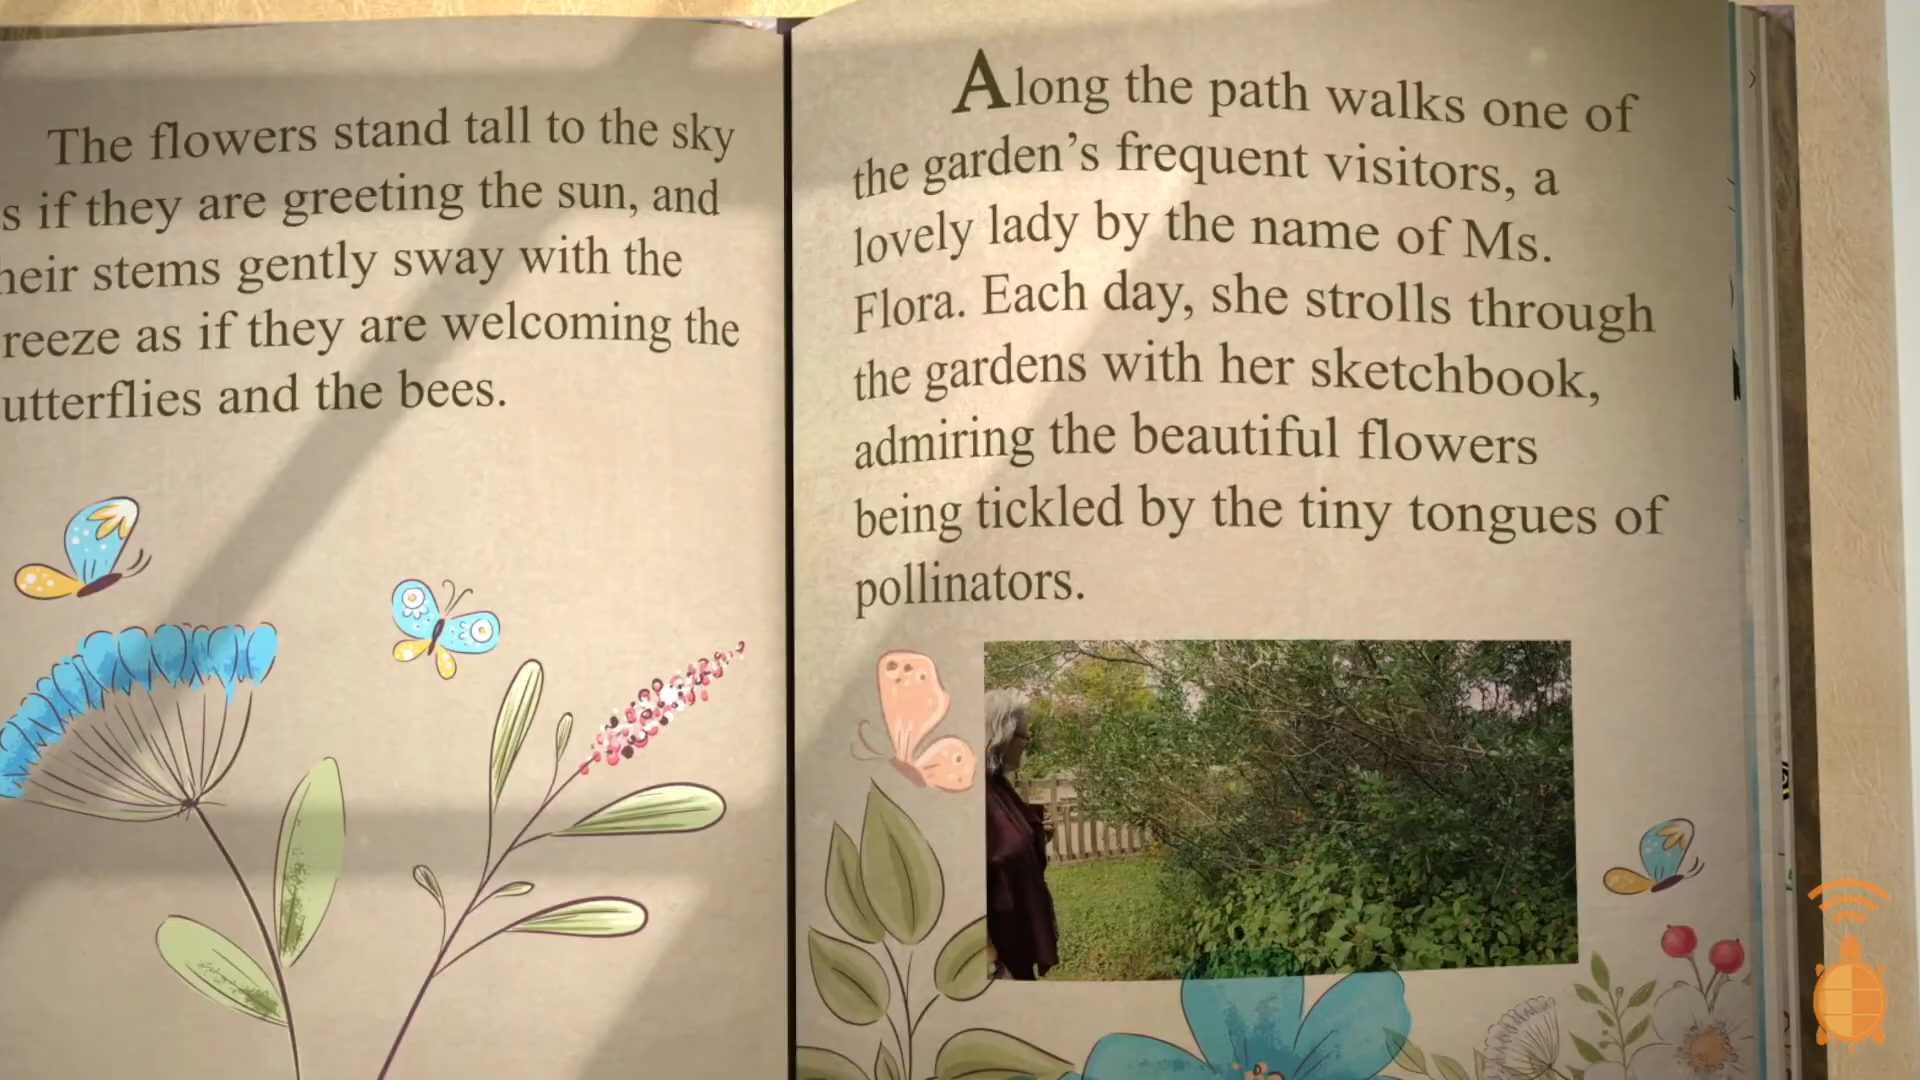 The flowers stand tall to the sky
s if they are greeting the sun, and
heir stems gently sway with the
reeze as if they are welcoming the
utterflies and the bees.
Along the path walks one of
the garden's frequent visitors, a
lovely lady by the name of Ms.
Flora. Each day, she strolls through
the gardens with her sketchbook,
admiring the beautiful flowers
being tickled by the tiny tongues of
pollinators.